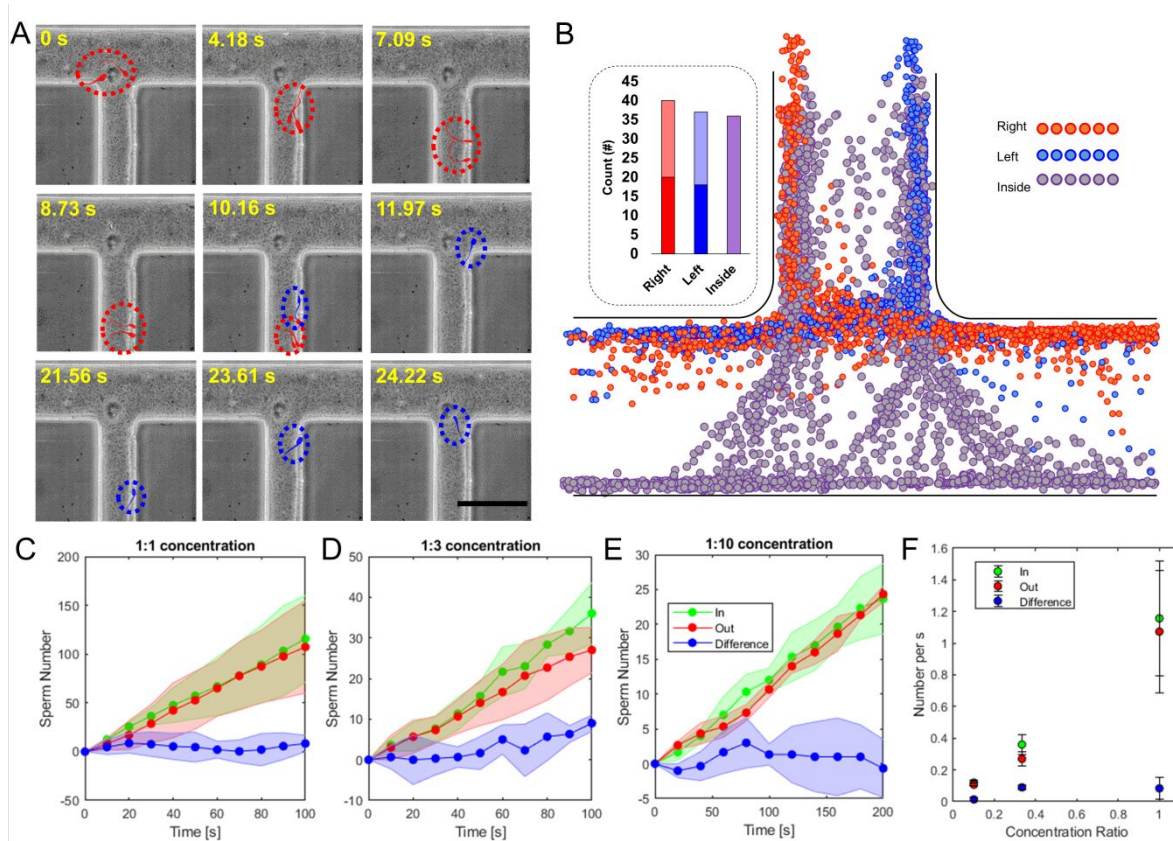 A
0 s
4.18 s
7.09 s
8.73 s
10.16 s
11.97 s
21.56 s
23.61 s
24.22 s
B
45
40
35
30
25
20
15
10
5
0
Count (#)
Right
Left
Inside
Right
Left
Inside
C
1:1 concentration
200
150
100
50
0
-50
Sperm Number
0 20 40 60 80 100
Time [s]
D
1:3 concentration
50
40
30
20
10
0
-10
Sperm Number
0 20 40 60 80 100
Time [s]
E
1:10 concentration
30
25
20
15
10
5
0
-5
Sperm Number
In
Out
Difference
0 50 100 150 200
Time [s]
F
1.6
1.4
1.2
1
0.8
0.6
0.4
0.2
0
Number per s
In
Out
Difference
0.2 0.4 0.6 0.8 1
Concentration Ratio